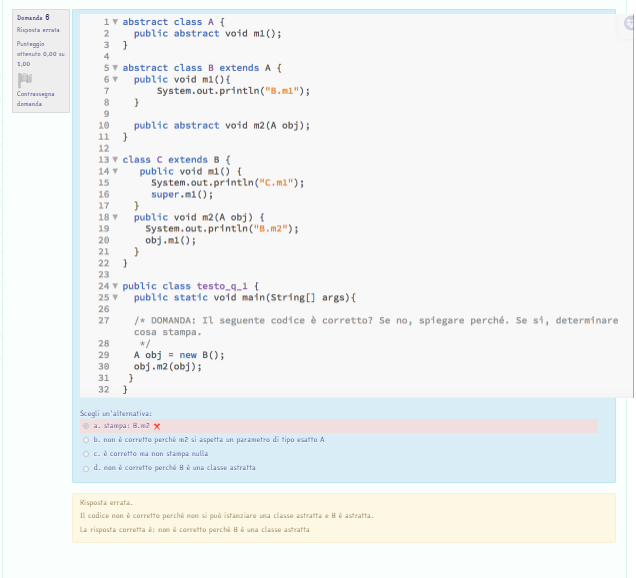 Domanda 6
Risposta errata
Punteggio
ottenuto 0,00 su
1,00
Contrassegna
domanda
1 abstract class A {
2 public abstract void m1();
3 }
4
5 abstract class B extends A {
6 public void m1(){
7 System.out.println("B.m1");
8 }
9
10 public abstract void m2(A obj);
11 }
12
13 class C extends B {
14 public void m1() {
15 System.out.println("C.m1");
16 super.m1();
17 }
18 public void m2(A obj) {
19 System.out.println("B.m2");
20 obj.m1();
21 }
22 }
23
24 public class testo_q_1 {
25 public static void main(String[] args){
26
27 /* DOMANDA: Il seguente codice è corretto? Se no, spiegare perché. Se si, determinare
cosa stampa.
28 */
29 A obj = new B();
30 obj.m2(obj);
31 }
32 }
Scegli un'alternativa:
a. stampa: B.m2
b. non è corretto perché m2 si aspetta un parametro di tipo esatto A
c. è corretto ma non stampa nulla
d. non è corretto perché B è una classe astratta
Risposta errata.
Il codice non è corretto perché non si può istanziare una classe astratta e B è astratta.
La risposta corretta è: non è corretto perché B è una classe astratta